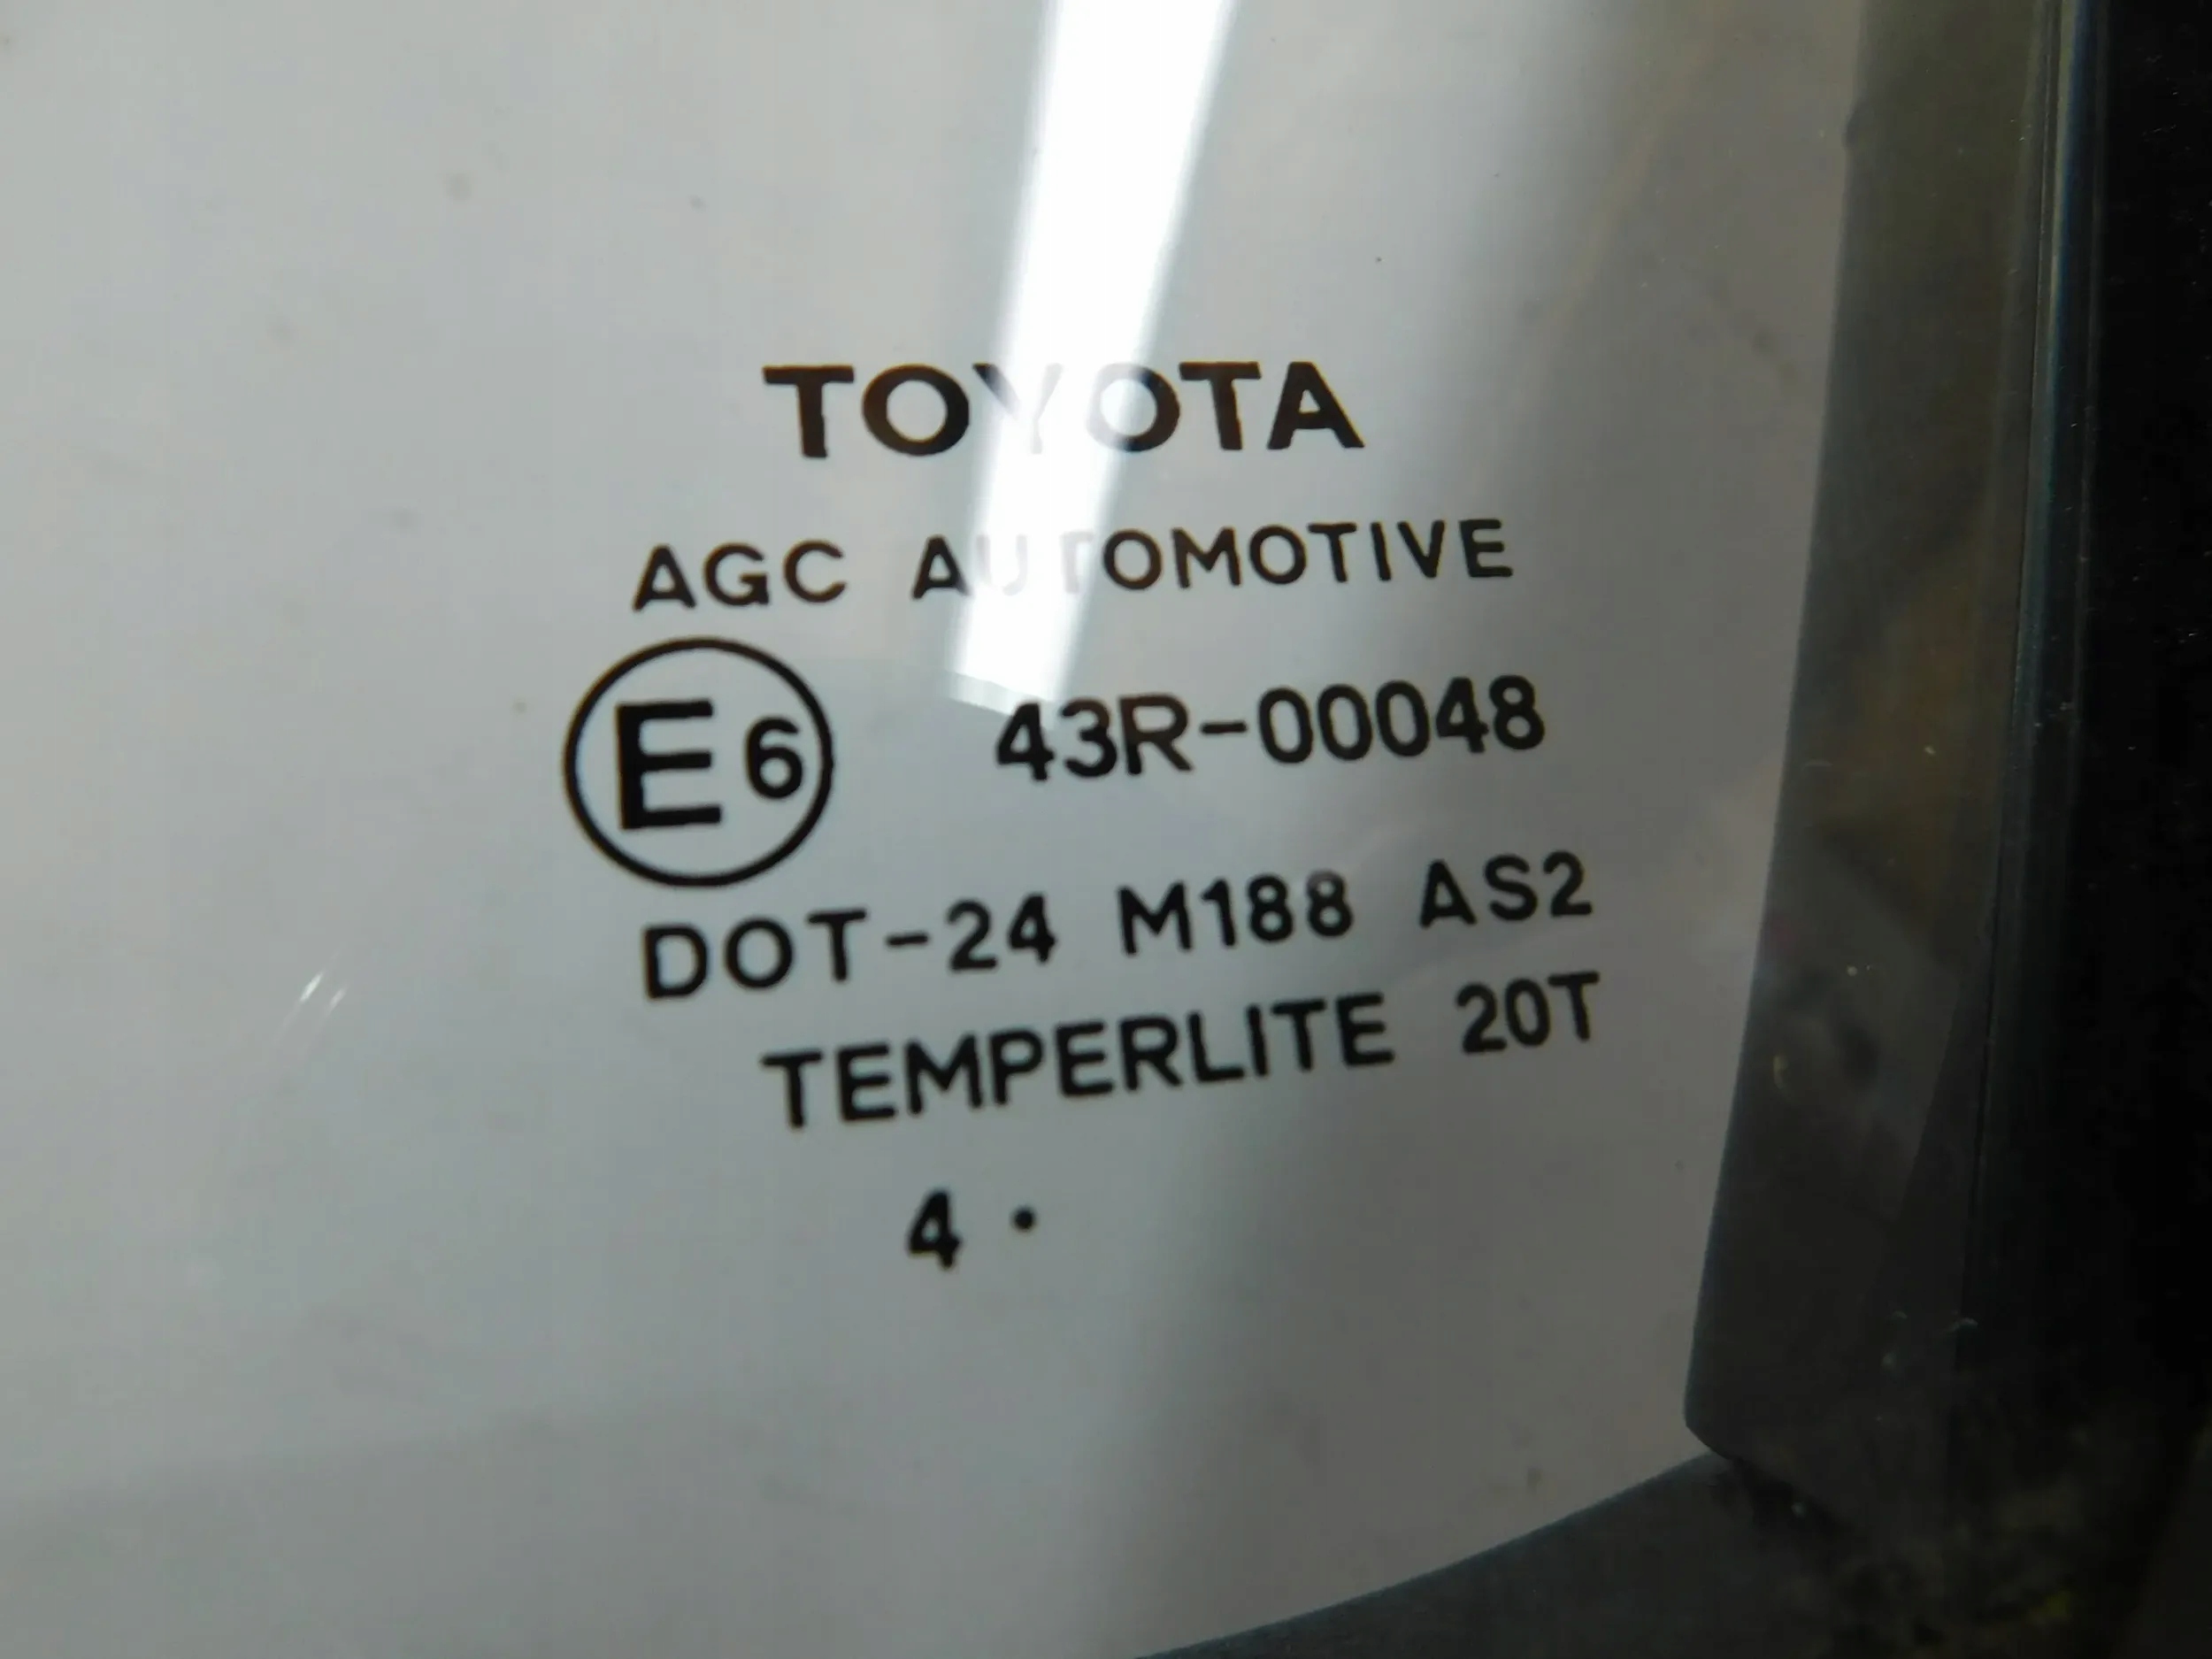 TOYOTA
AGC AUTOMOTIVE
E6 43R-00048
DOT-24 M188 AS2
TEMPERLITE 20T
4 •